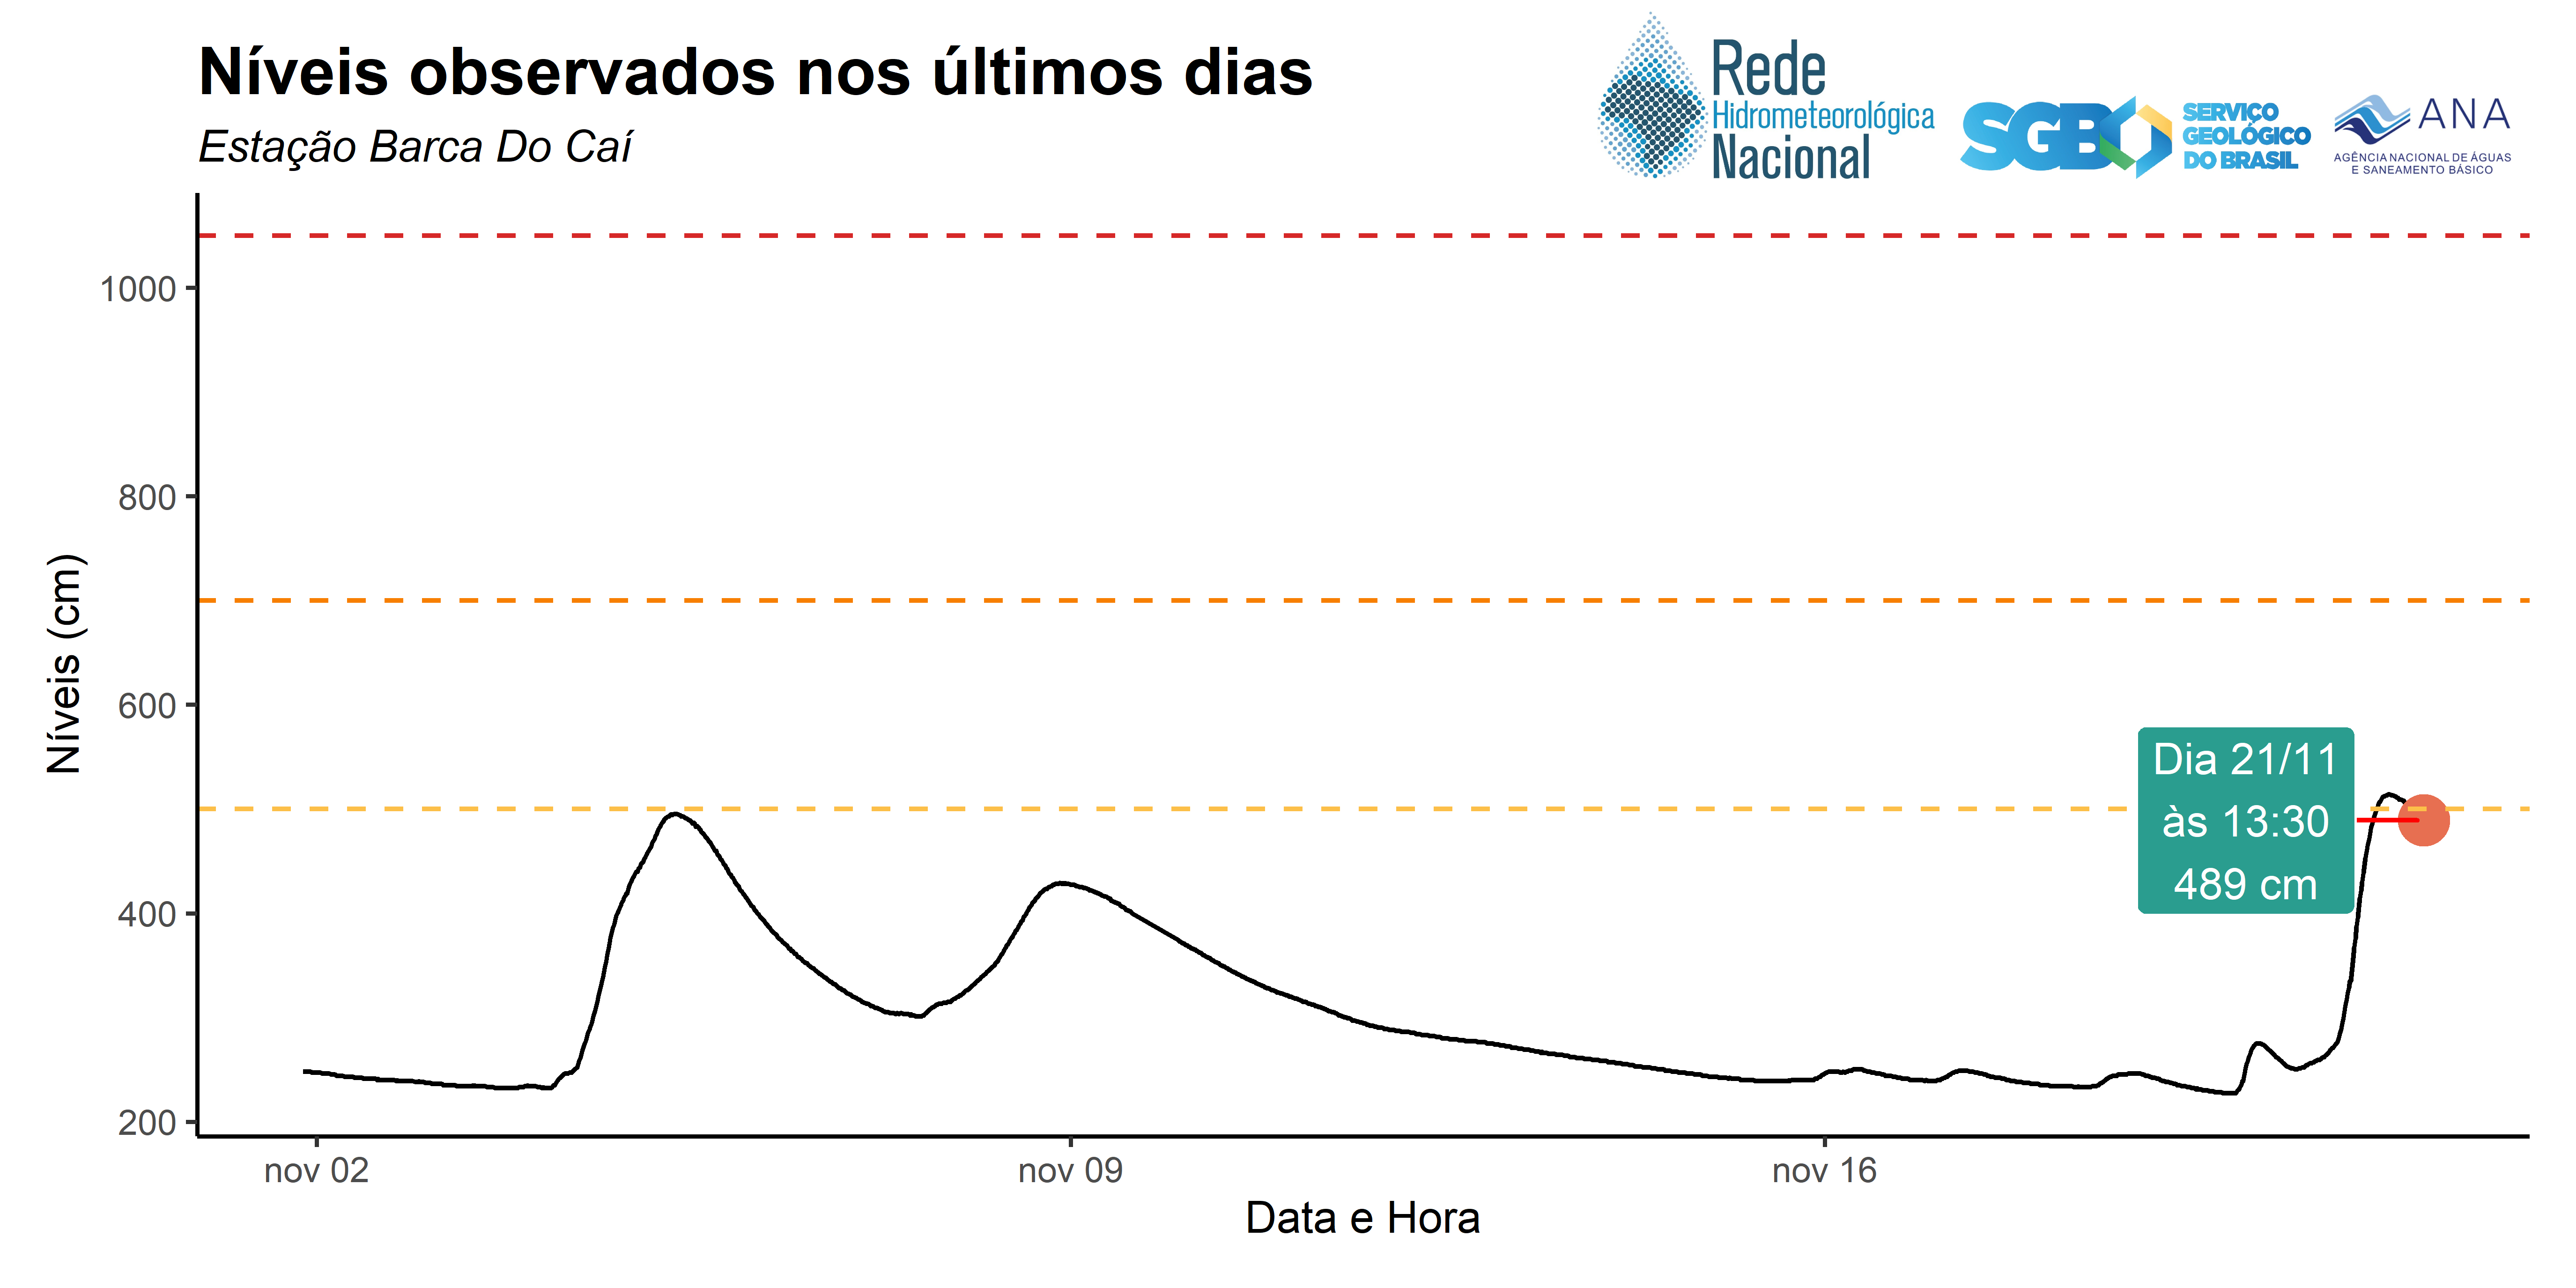 Níveis observados nos últimos dias
Estação Barca Do Caí
Rede
Hidrometeorológica
Nacional
SGB
SERVIÇO
GEOLÓGICO
DO BRASIL
ANA
AGÊNCIA NACIONAL DE ÁGUAS
E SANEAMENTO BÁSICO
Níveis (cm)
1000
800
600
400
200
Dia 21/11
às 13:30
489 cm
nov 02
nov 09
nov 16
Data e Hora